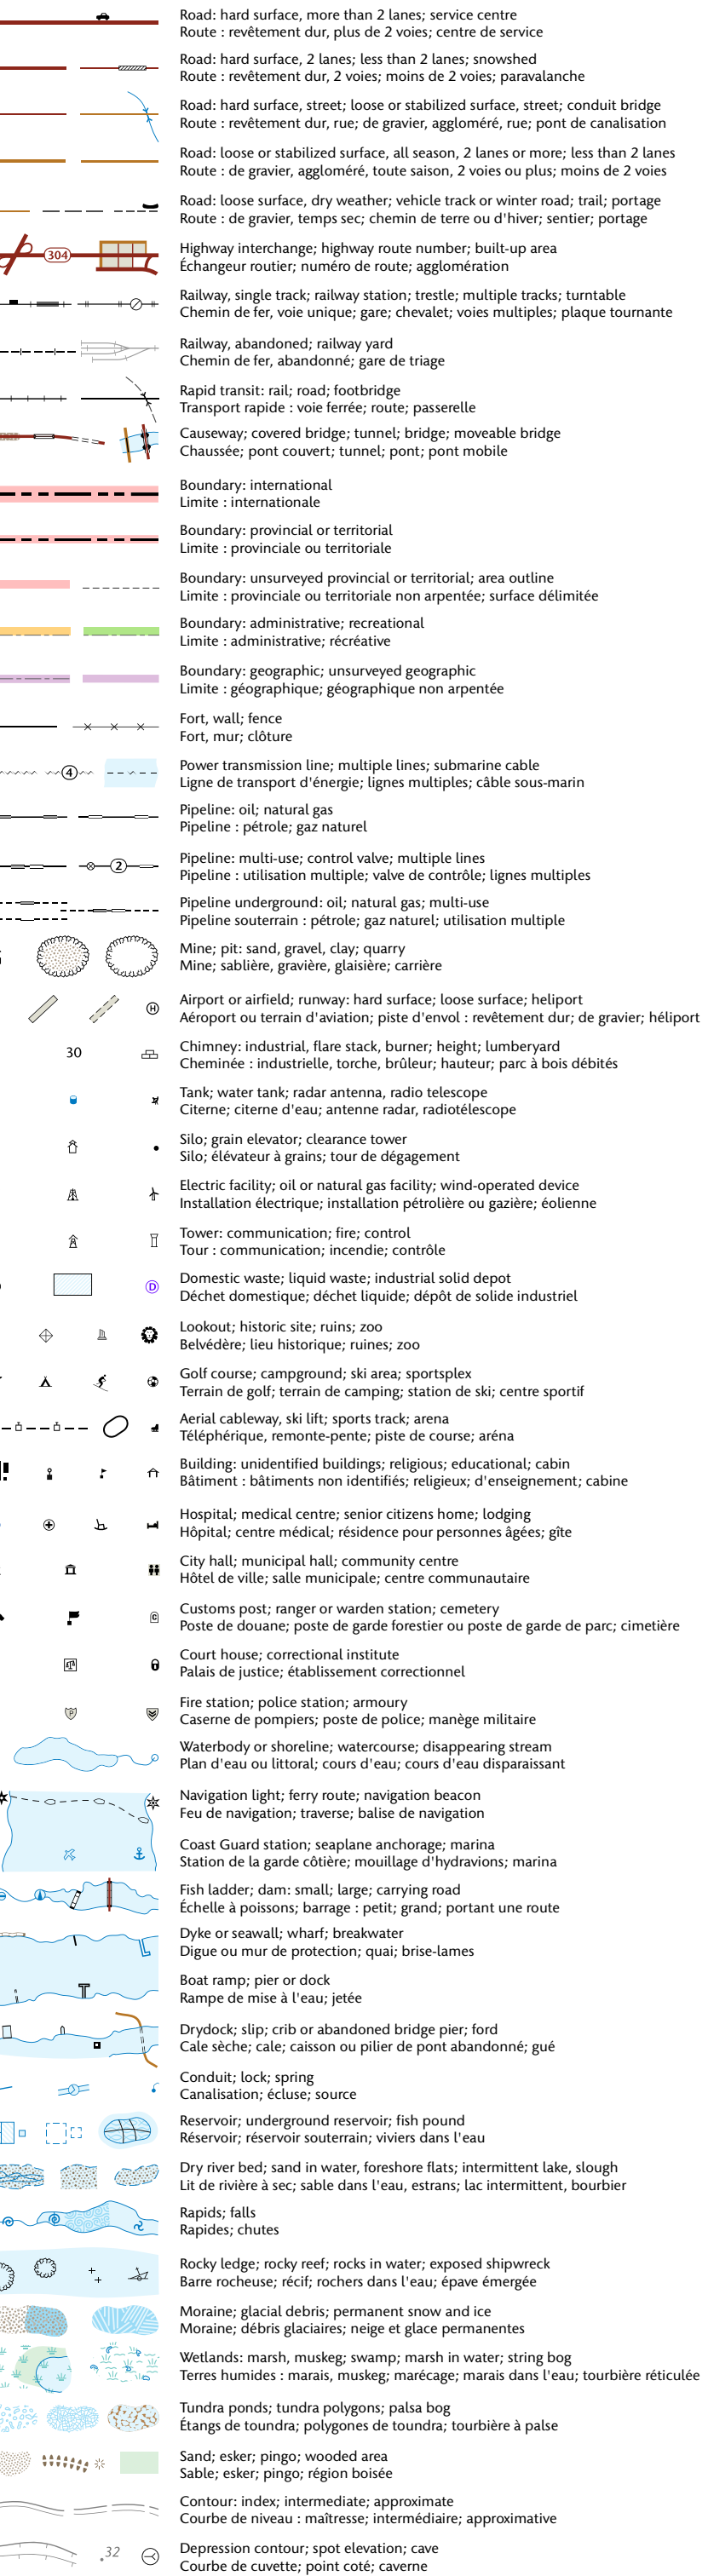 Road: hard surface, more than 2 lanes; service centre
Route : revêtement dur, plus de 2 voies; centre de service
Road: hard surface, 2 lanes; less than 2 lanes; snowshed
Route : revêtement dur, 2 voies; moins de 2 voies; paravalanche
Road: hard surface, street; loose or stabilized surface, street; conduit bridge
Route : revêtement dur, rue; de gravier, aggloméré, rue; pont de canalisation
Road: loose or stabilized surface, all season, 2 lanes or more; less than 2 lanes
Route : de gravier, aggloméré, toute saison, 2 voies ou plus; moins de 2 voies
Road: loose surface, dry weather; vehicle track or winter road; trail; portage
Route : de gravier, temps sec; chemin de terre ou d'hiver; sentier; portage
304
Highway interchange; highway route number; built-up area
Échangeur routier; numéro de route; agglomération
Railway, single track; railway station; trestle; multiple tracks; turntable
Chemin de fer, voie unique; gare; chevalet; voies multiples; plaque tournante
Railway, abandoned; railway yard
Chemin de fer, abandonné; gare de triage
Rapid transit: rail; road; footbridge
Transport rapide : voie ferrée; route; passerelle
Causeway; covered bridge; tunnel; bridge; moveable bridge
Chaussée; pont couvert; tunnel; pont; pont mobile
Boundary: international
Limite : internationale
Boundary: provincial or territorial
Limite : provinciale ou territoriale
Boundary: unsurveyed provincial or territorial; area outline
Limite : provinciale ou territoriale non arpentée; surface délimitée
Boundary: administrative; recreational
Limite : administrative; récréative
Boundary: geographic; unsurveyed geographic
Limite : géographique; géographique non arpentée
Fort, wall; fence
Fort, mur; clôture
4
Power transmission line; multiple lines; submarine cable
Ligne de transport d'énergie; lignes multiples; câble sous-marin
Pipeline: oil; natural gas
Pipeline : pétrole; gaz naturel
2
Pipeline: multi-use; control valve; multiple lines
Pipeline : utilisation multiple; valve de contrôle; lignes multiples
Pipeline underground: oil; natural gas; multi-use
Pipeline souterrain : pétrole; gaz naturel; utilisation multiple
Mine; pit: sand, gravel, clay; quarry
Mine; sablière, gravière, glaisière; carrière
H
Airport or airfield; runway: hard surface; loose surface; heliport
Aéroport ou terrain d'aviation; piste d'envol : revêtement dur; de gravier; héliport
30
Chimney: industrial, flare stack, burner; height; lumberyard
Cheminée : industrielle, torche, brûleur; hauteur; parc à bois débités
Tank; water tank; radar antenna, radio telescope
Citerne; citerne d'eau; antenne radar, radiotélescope
Silo; grain elevator; clearance tower
Silo; élévateur à grains; tour de dégagement
Electric facility; oil or natural gas facility; wind-operated device
Installation électrique; installation pétrolière ou gazière; éolienne
Tower: communication; fire; control
Tour : communication; incendie; contrôle
D
Domestic waste; liquid waste; industrial solid depot
Déchet domestique; déchet liquide; dépôt de solide industriel
Lookout; historic site; ruins; zoo
Belvédère; lieu historique; ruines; zoo
Golf course; campground; ski area; sportsplex
Terrain de golf; terrain de camping; station de ski; centre sportif
Aerial cableway, ski lift; sports track; arena
Téléphérique, remonte-pente; piste de course; aréna
Building: unidentified buildings; religious; educational; cabin
Bâtiment : bâtiments non identifiés; religieux; d'enseignement; cabine
Hospital; medical centre; senior citizens home; lodging
Hôpital; centre médical; résidence pour personnes âgées; gîte
City hall; municipal hall; community centre
Hôtel de ville; salle municipale; centre communautaire
C
Customs post; ranger or warden station; cemetery
Poste de douane; poste de garde forestier ou poste de garde de parc; cimetière
Court house; correctional institute
Palais de justice; établissement correctionnel
P
Fire station; police station; armoury
Caserne de pompiers; poste de police; manège militaire
Waterbody or shoreline; watercourse; disappearing stream
Plan d'eau ou littoral; cours d'eau; cours d'eau disparaissant
Navigation light; ferry route; navigation beacon
Feu de navigation; traverse; balise de navigation
Coast Guard station; seaplane anchorage; marina
Station de la garde côtière; mouillage d'hydravions; marina
Fish ladder; dam: small; large; carrying road
Échelle à poissons; barrage : petit; grand; portant une route
Dyke or seawall; wharf; breakwater
Digue ou mur de protection; quai; brise-lames
Boat ramp; pier or dock
Rampe de mise à l'eau; jetée
Drydock; slip; crib or abandoned bridge pier; ford
Cale sèche; cale; caisson ou pilier de pont abandonné; gué
Conduit; lock; spring
Canalisation; écluse; source
Reservoir; underground reservoir; fish pound
Réservoir; réservoir souterrain; viviers dans l'eau
Dry river bed; sand in water, foreshore flats; intermittent lake, slough
Lit de rivière à sec; sable dans l'eau, estrans; lac intermittent, bourbier
Rapids; falls
Rapides; chutes
Rocky ledge; rocky reef; rocks in water; exposed shipwreck
Barre rocheuse; récif; rochers dans l'eau; épave émergée
Moraine; glacial debris; permanent snow and ice
Moraine; débris glaciaires; neige et glace permanentes
Wetlands: marsh, muskeg; swamp; marsh in water; string bog
Terres humides : marais, muskeg; marécage; marais dans l'eau; tourbière réticulée
Tundra ponds; tundra polygons; palsa bog
Étangs de toundra; polygones de toundra; tourbière à palse
Sand; esker; pingo; wooded area
Sable; esker; pingo; région boisée
Contour: index; intermediate; approximate
Courbe de niveau : maîtresse; intermédiaire; approximative
.32
Depression contour; spot elevation; cave
Courbe de cuvette; point coté; caverne